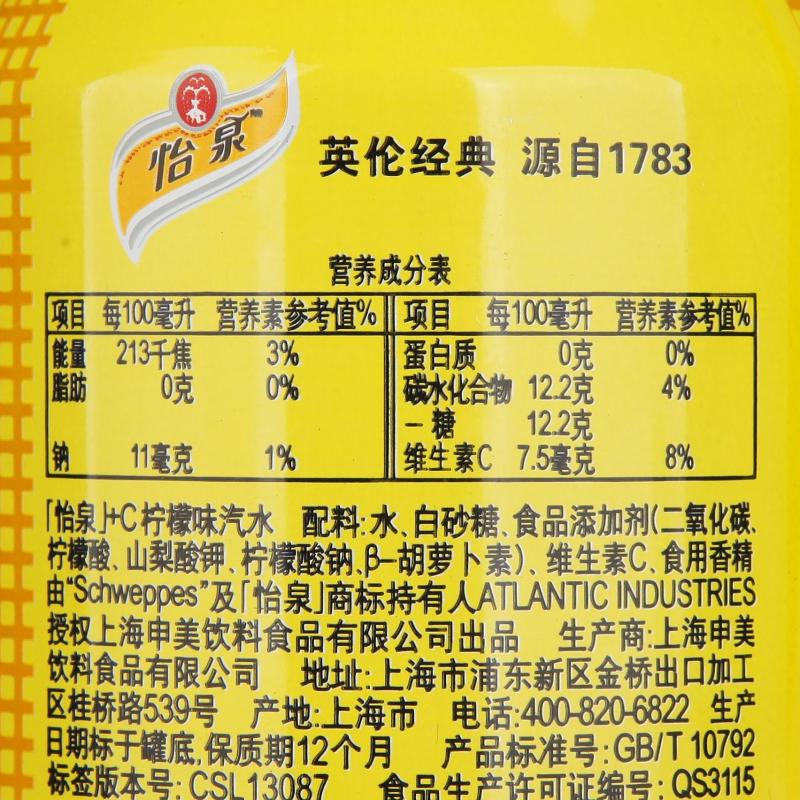 怡泉
英伦经典 源自1783
营养成分表
项目 每100毫升 营养素参考值% 项目 每100毫升 营养素参考值%
能量 213千焦 3% 蛋白质 0克 0%
脂肪 0克 0% 碳水化合物 12.2克 4%
－糖 12.2克
钠 11毫克 1% 维生素C 7.5毫克 8%
「怡泉」+C柠檬味汽水 配料:水、白砂糖、食品添加剂(二氧化碳、
柠檬酸、山梨酸钾、柠檬酸钠、β-胡萝卜素)、维生素C、食用香精
由“Schweppes”及「怡泉」商标持有人ATLANTIC INDUSTRIES
授权上海申美饮料食品有限公司出品 生产商:上海申美
饮料食品有限公司 地址:上海市浦东新区金桥出口加工
区桂桥路539号 产地:上海市 电话:400-820-6822 生产
日期标于罐底,保质期12个月 产品标准号:GB/T 10792
标签版本号: CSL13087 食品生产许可证编号: QS3115